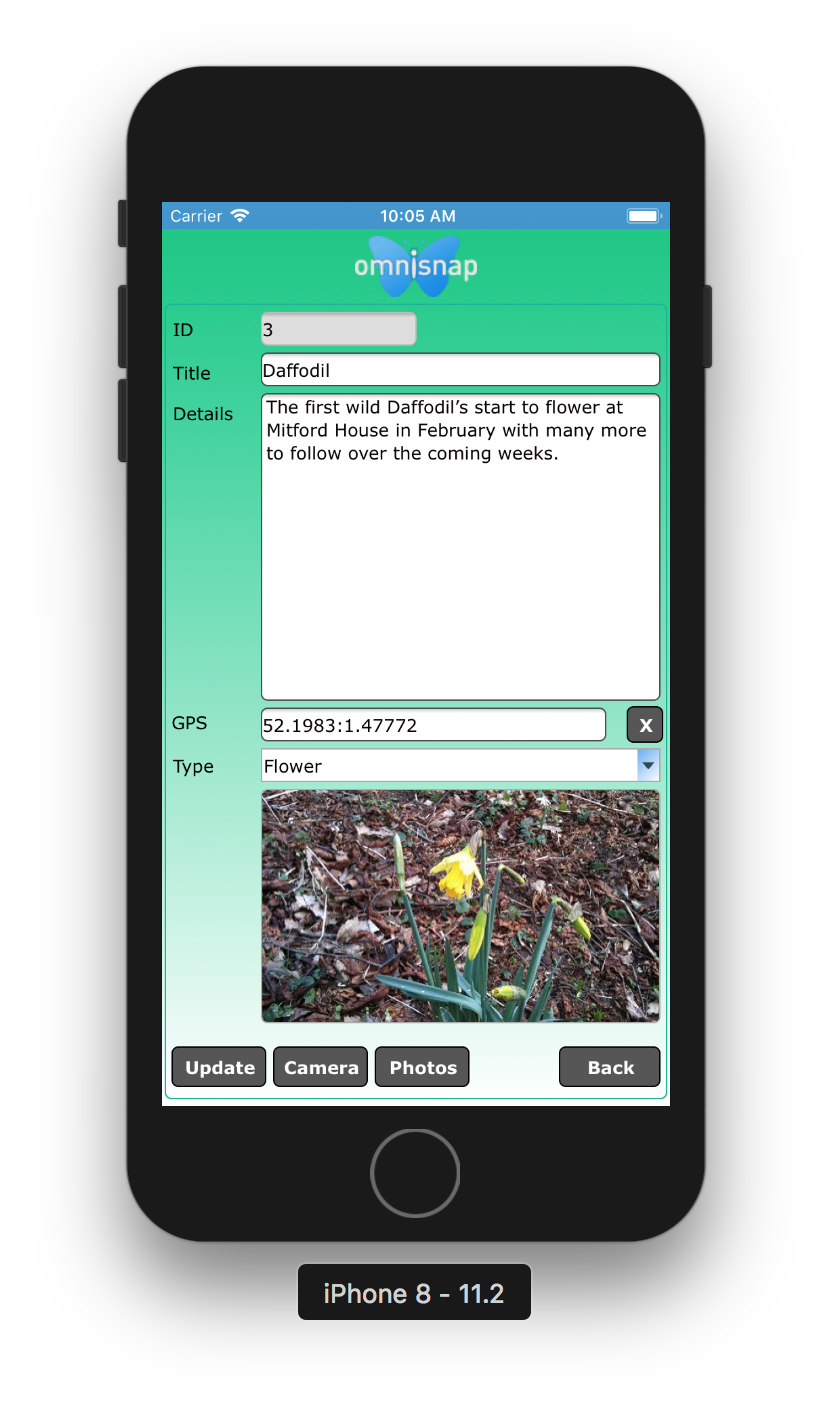 Carrier 10:05 AM
omnisnap
ID 3
Title Daffodil
Details The first wild Daffodil’s start to flower at
Mitford House in February with many more
to follow over the coming weeks.
GPS 52.1983:1.47772 X
Type Flower
Update Camera Photos Back
iPhone 8 - 11.2